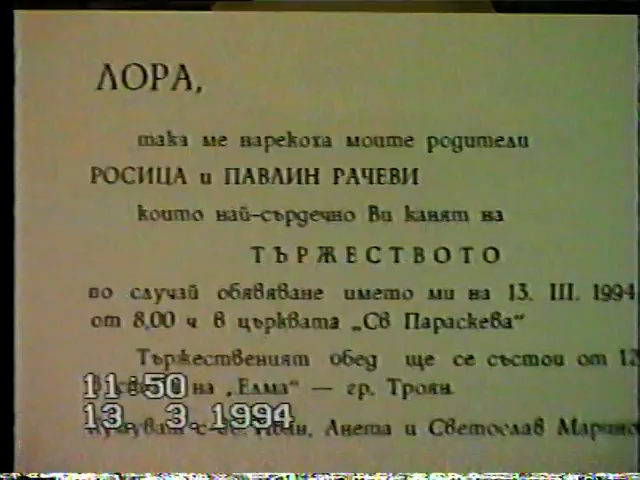 ЛОРА,
така ме нарекоха моите родители
РОСИЦА и ПАВЛИН РАЧЕВИ
които най-сърдечно Ви канят на
ТЪРЖЕСТВОТО
по случай обявяване името ми на 13. III. 1994
от 8,00 ч в църквата „Св Параскева“
Тържественият обед ще се състои от 12
на „Елма“ — гр. Троян
11:50
Анета и Светослав
13. 3. 1994